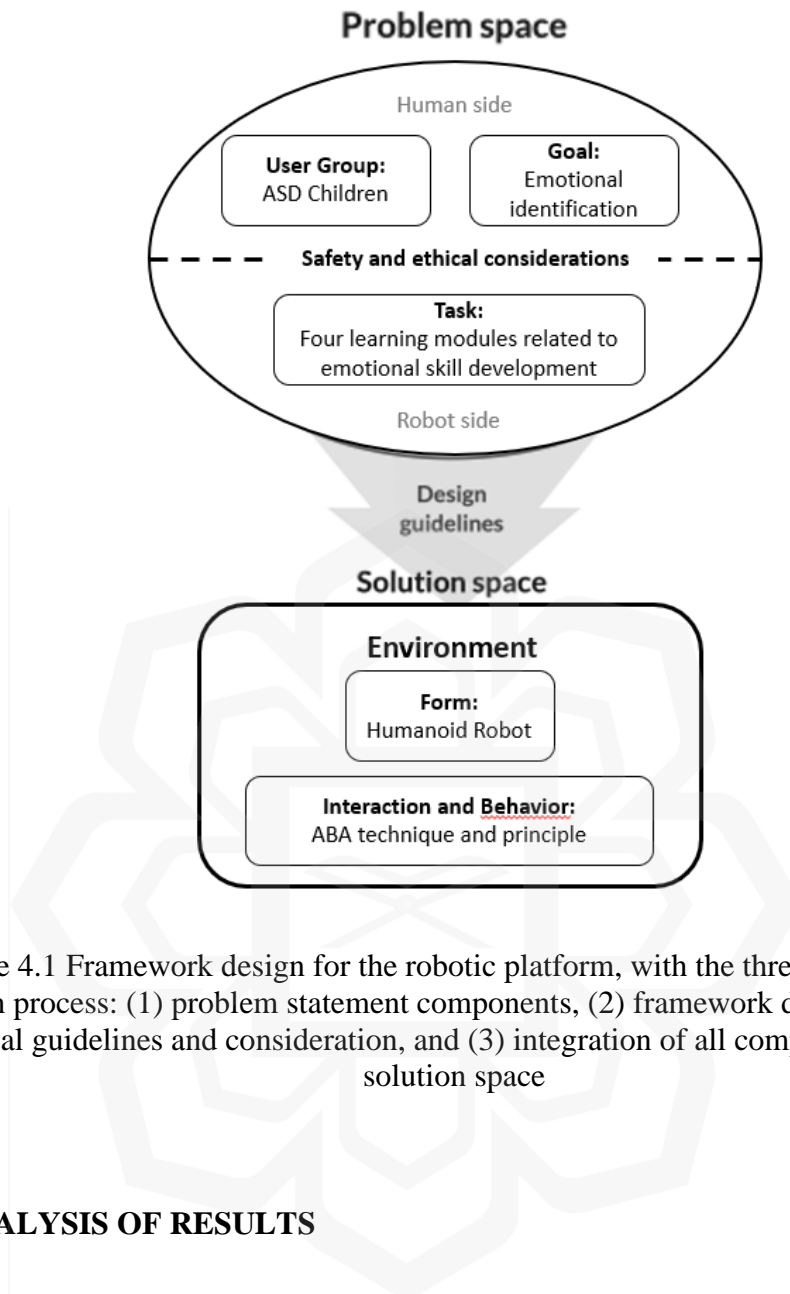 Problem space
Human side
User Group:
ASD Children
Goal:
Emotional
identification
Safety and ethical considerations
Task:
Four learning modules related to
emotional skill development
Robot side
Design
guidelines
Solution space
Environment
Form:
Humanoid Robot
Interaction and Behavior:
ABA technique and principle
e 4.1 Framework design for the robotic platform, with the thre
n process: (1) problem statement components, (2) framework d
al guidelines and consideration, and (3) integration of all comp
solution space
ALYSIS OF RESULTS